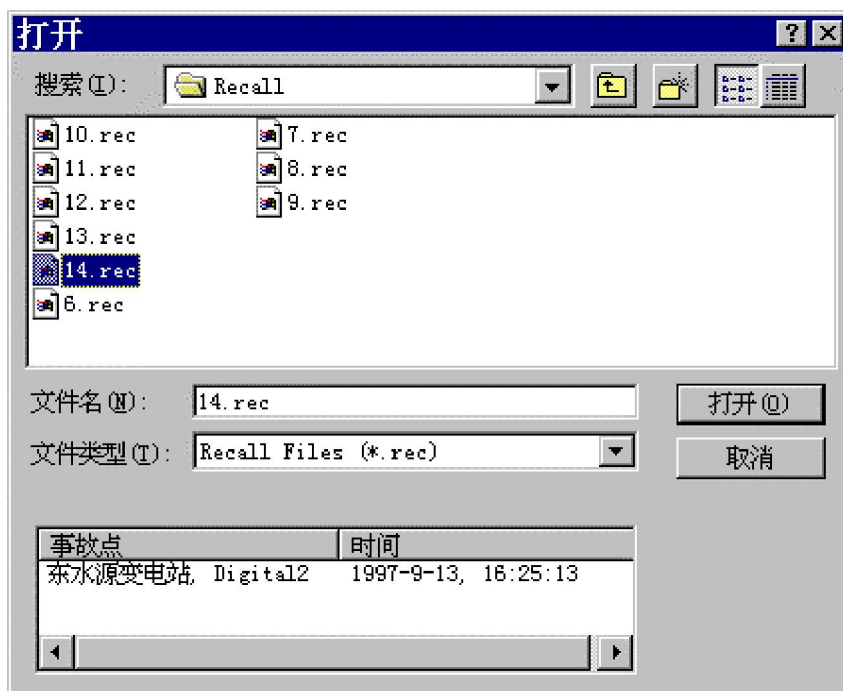 打开
搜索(I): Recall
10.rec 7.rec
11.rec 8.rec
12.rec 9.rec
13.rec
14.rec
6.rec
文件名(N): 14.rec 打开(O)
文件类型(T): Recall Files (*.rec) 取消
事故点 时间
东水源变电站, Digital2 1997-9-13, 16:25:13